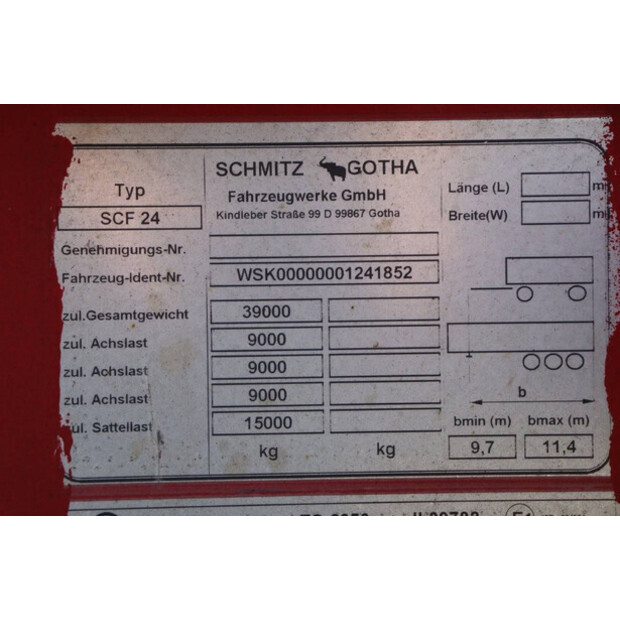 SCHMITZ GOTHA
Fahrzeugwerke GmbH
Kindleber Straße 99 D 99867 Gotha
Typ
SCF 24
Länge (L) m
Breite(W) m
Genehmigungs-Nr.
Fahrzeug-Ident-Nr. WSK00000001241852
zul.Gesamtgewicht 39000
zul. Achslast 9000
zul. Achslast 9000
zul. Achslast 9000
zul. Sattellast 15000
kg kg
b
bmin (m) bmax (m)
9,7 11,4